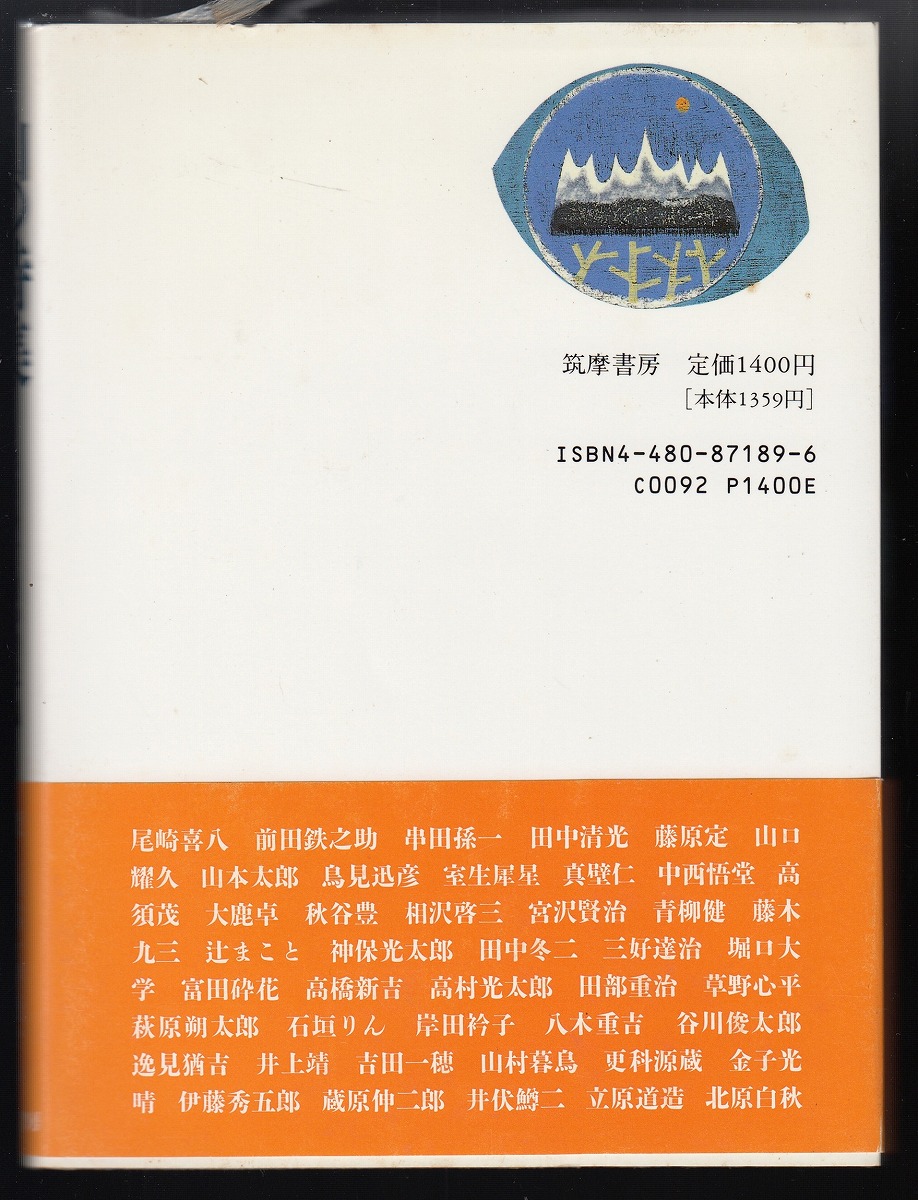 筑摩書房　定価1400円
［本体1359円］
ISBN4-480-87189-6
C0092 P1400E
尾崎喜八　前田鉄之助　串田孫一　田中清光　藤原定　山口
耀久　山本太郎　鳥見迅彦　室生犀星　真壁仁　中西悟堂　高
須茂　大鹿卓　秋谷豊　相沢啓三　宮沢賢治　青柳健　藤木
九三　辻まこと　神保光太郎　田中冬二　三好達治　堀口大
学　富田砕花　高橋新吉　高村光太郎　田部重治　草野心平
萩原朔太郎　石垣りん　岸田衿子　八木重吉　谷川俊太郎
逸見猶吉　井上靖　吉田一穂　山村暮鳥　更科源蔵　金子光
晴　伊藤秀五郎　蔵原伸二郎　井伏鱒二　立原道造　北原白秋